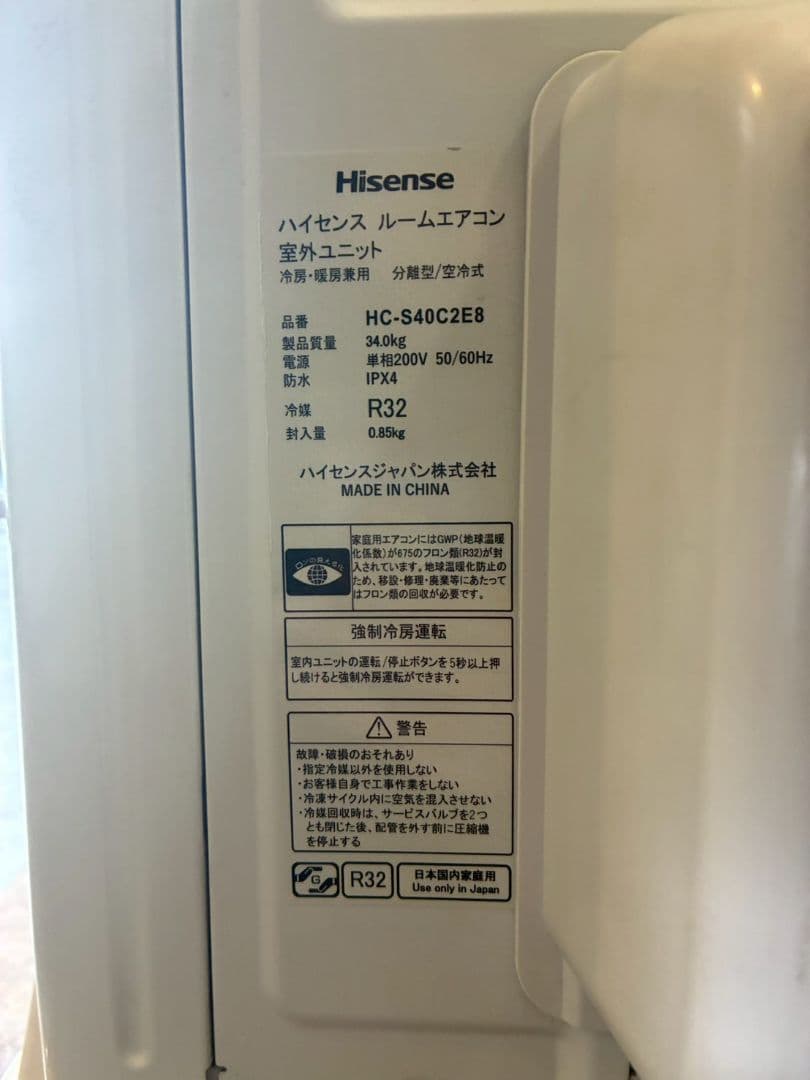 Hisense
ハイセンス ルームエアコン
室外ユニット
冷房・暖房兼用 分離型/空冷式
品番 HC-S40C2E8
製品質量 34.0kg
電源 単相200V 50/60Hz
防水 IPX4
冷媒 R32
封入量 0.85kg
ハイセンスジャパン株式会社
MADE IN CHINA
家庭用エアコンにはGWP(地球温暖
化係数)が675のフロン類(R32)が封
入されています。地球温暖化防止の
ため、移設・修理・廃棄等にあたって
はフロン類の回収が必要です。
強制冷房運転
室内ユニットの運転/停止ボタンを5秒以上押
し続けると強制冷房運転ができます。
警告
故障・破損のおそれあり
・指定冷媒以外を使用しない
・お客様自身で工事作業をしない
・冷凍サイクル内に空気を混入させない
・冷媒回収時は、サービスバルブを2つ
とも閉じた後、配管を外す前に圧縮機
を停止する
G R32 日本国内家庭用
Use only in Japan